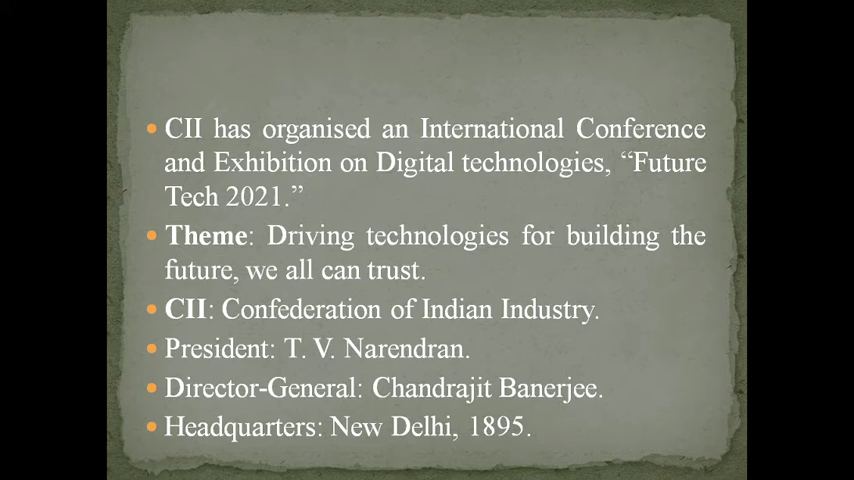 • CII has organised an International Conference
and Exhibition on Digital technologies, “Future
Tech 2021.”
• Theme: Driving technologies for building the
future, we all can trust.
• CII: Confederation of Indian Industry.
• President: T. V. Narendran.
• Director-General: Chandrajit Banerjee.
• Headquarters: New Delhi, 1895.